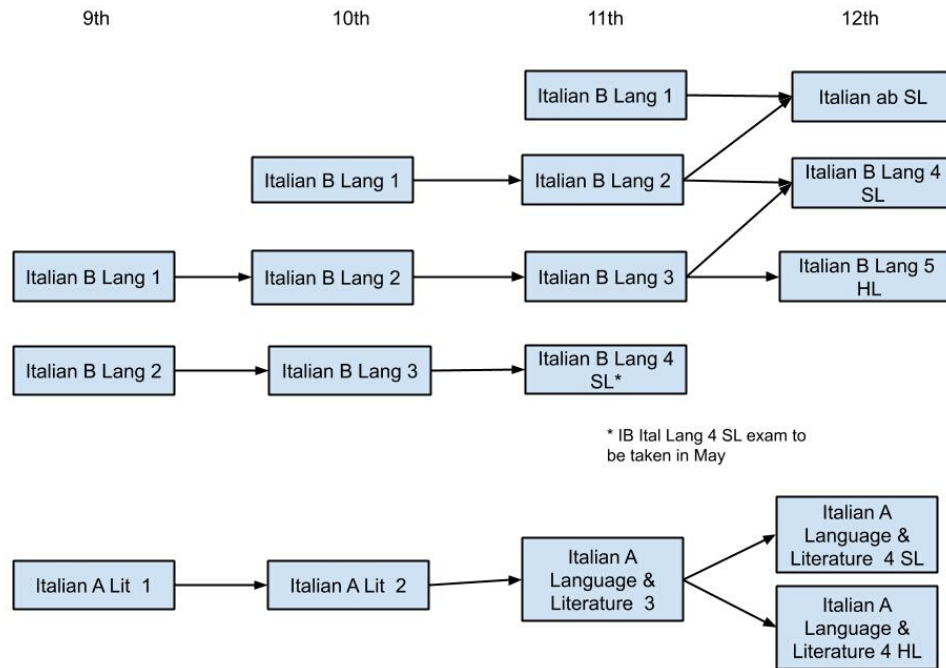 9th
10th
11th
12th
Italian B Lang 1
Italian ab SL
Italian B Lang 1
Italian B Lang 2
Italian B Lang 4
SL
Italian B Lang 1
Italian B Lang 2
Italian B Lang 3
Italian B Lang 5
HL
Italian B Lang 2
Italian B Lang 3
Italian B Lang 4
SL*
* IB Ital Lang 4 SL exam to
be taken in May
Italian A Lit 1
Italian A Lit 2
Italian A
Language &
Literature 3
Italian A
Language &
Literature 4 SL
Italian A
Language &
Literature 4 HL